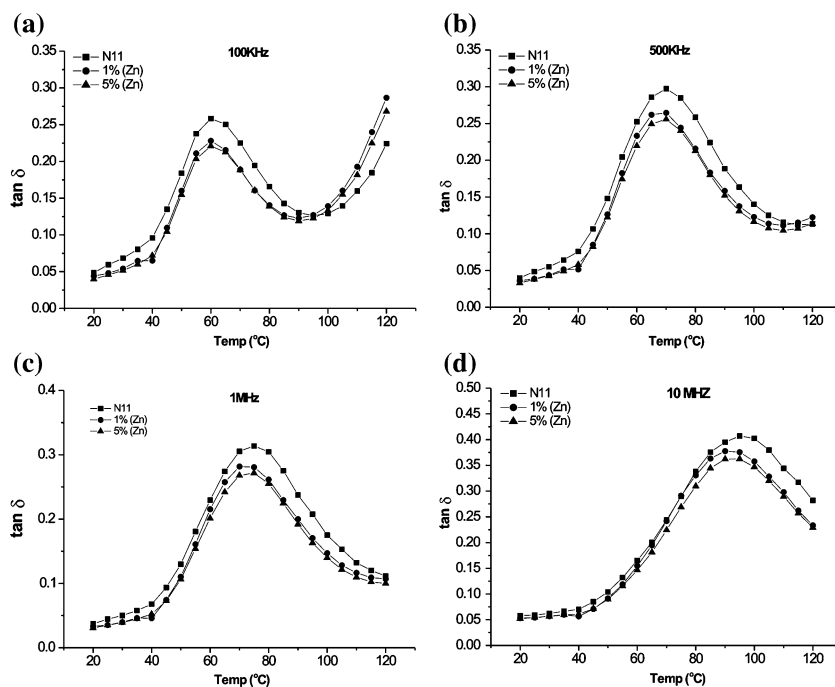 (a)
100KHz
N11
1% (Zn)
5% (Zn)
0.35
0.30
0.25
0.20
0.15
0.10
0.05
0.00
tan δ
20 40 60 80 100 120
Temp (°C)
(b)
500KHz
N11
1% (Zn)
5% (Zn)
0.35
0.30
0.25
0.20
0.15
0.10
0.05
0.00
tan δ
20 40 60 80 100 120
Temp (°C)
(c)
1MHz
N11
1% (Zn)
5% (Zn)
0.4
0.3
0.2
0.1
0.0
tan δ
20 40 60 80 100 120
Temp (°C)
(d)
10 MHZ
N11
1% (Zn)
5% (Zn)
0.50
0.45
0.40
0.35
0.30
0.25
0.20
0.15
0.10
0.05
0.00
tan δ
20 40 60 80 100 120
Temp (°C)